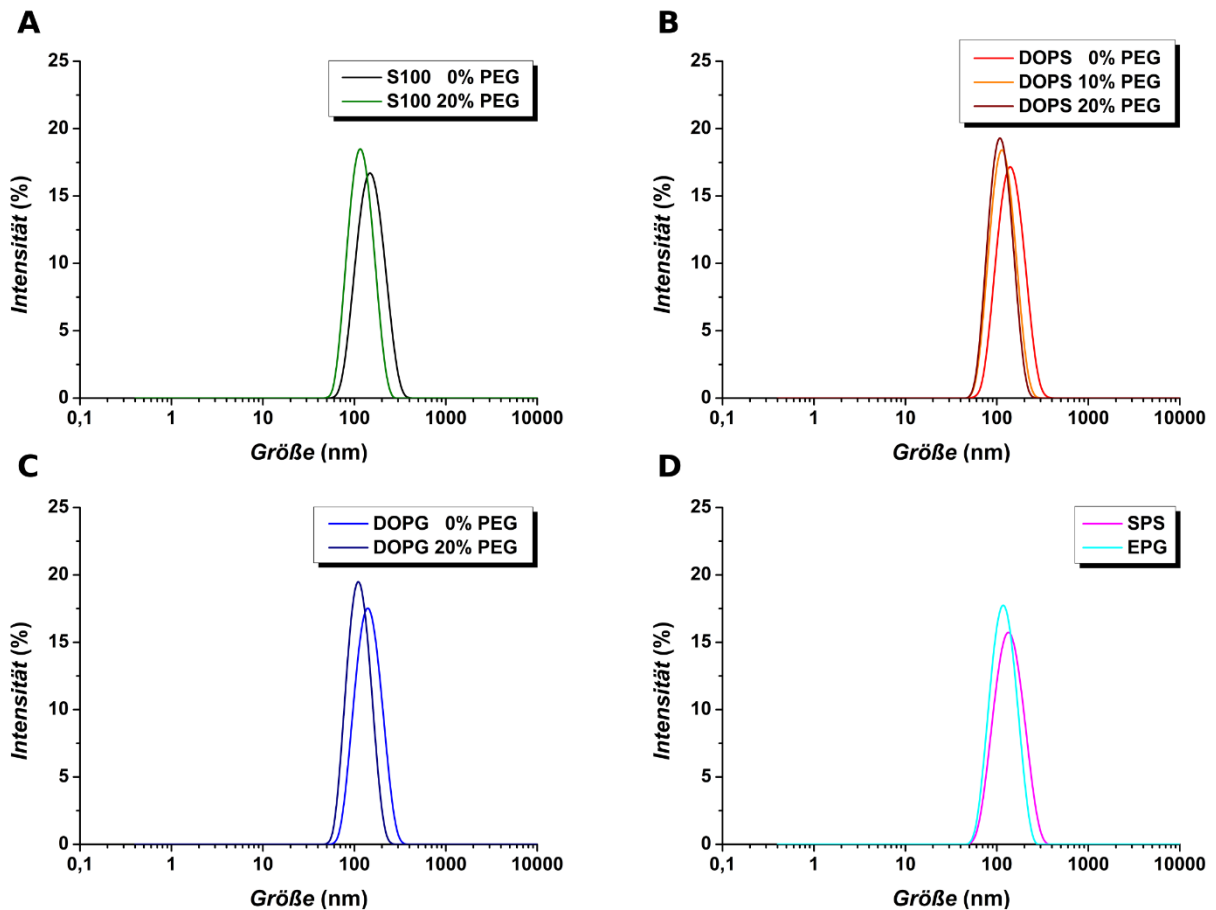 A
S100 0% PEG
S100 20% PEG
25
20
15
10
5
0
Intensität (%)
0,1 1 10 100 1000 10000
Größe (nm)
B
DOPS 0% PEG
DOPS 10% PEG
DOPS 20% PEG
25
20
15
10
5
0
Intensität (%)
0,1 1 10 100 1000 10000
Größe (nm)
C
DOPG 0% PEG
DOPG 20% PEG
25
20
15
10
5
0
Intensität (%)
0,1 1 10 100 1000 10000
Größe (nm)
D
SPS
EPG
25
20
15
10
5
0
Intensität (%)
0,1 1 10 100 1000 10000
Größe (nm)